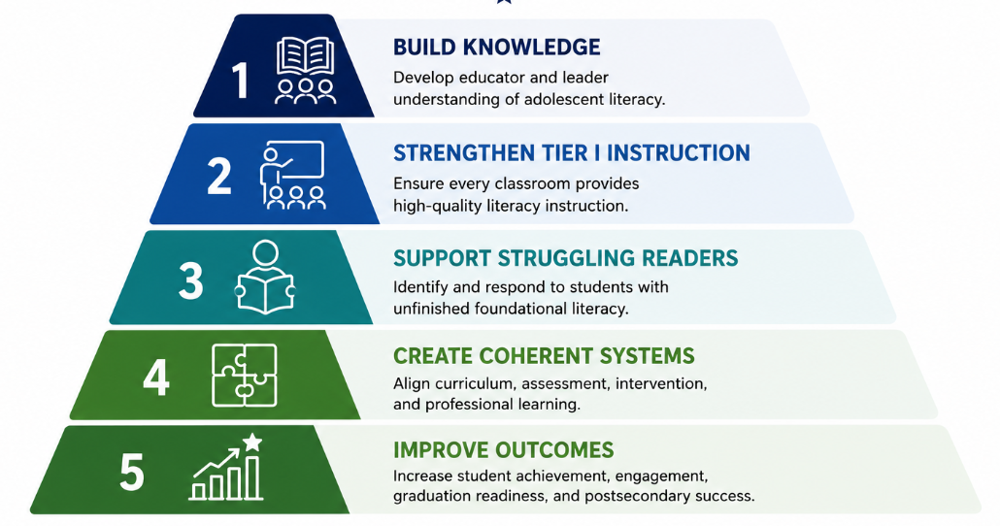 1
BUILD KNOWLEDGE
Develop educator and leader
understanding of adolescent literacy.
2
STRENGTHEN TIER I INSTRUCTION
Ensure every classroom provides
high-quality literacy instruction.
3
SUPPORT STRUGGLING READERS
Identify and respond to students with
unfinished foundational literacy.
4
CREATE COHERENT SYSTEMS
Align curriculum, assessment, intervention,
and professional learning.
5
IMPROVE OUTCOMES
Increase student achievement, engagement,
graduation readiness, and postsecondary success.